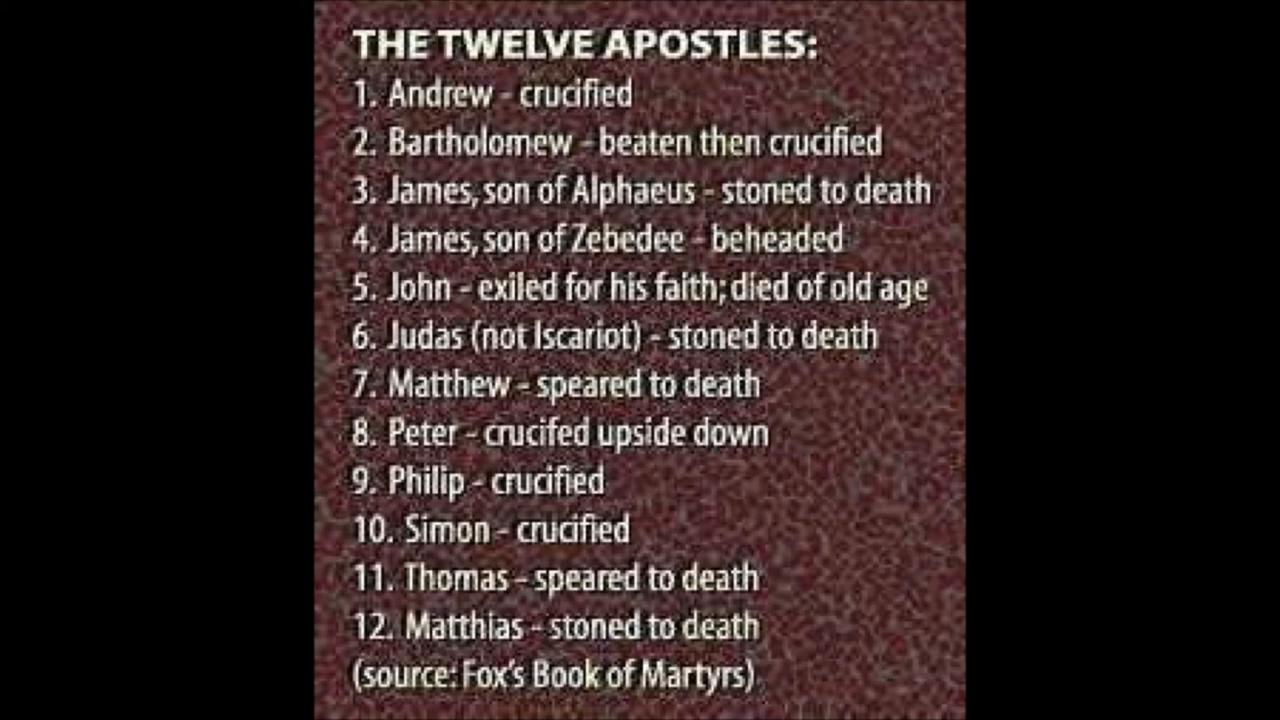 THE TWELVE APOSTLES:
1. Andrew - crucified
2. Bartholomew - beaten then crucified
3. James, son of Alphaeus - stoned to death
4. James, son of Zebedee - beheaded
5. John - exiled for his faith; died of old age
6. Judas (not Iscariot) - stoned to death
7. Matthew - speared to death
8. Peter - crucifed upside down
9. Philip - crucified
10. Simon - crucified
11. Thomas - speared to death
12. Matthias - stoned to death
(source: Fox's Book of Martyrs)